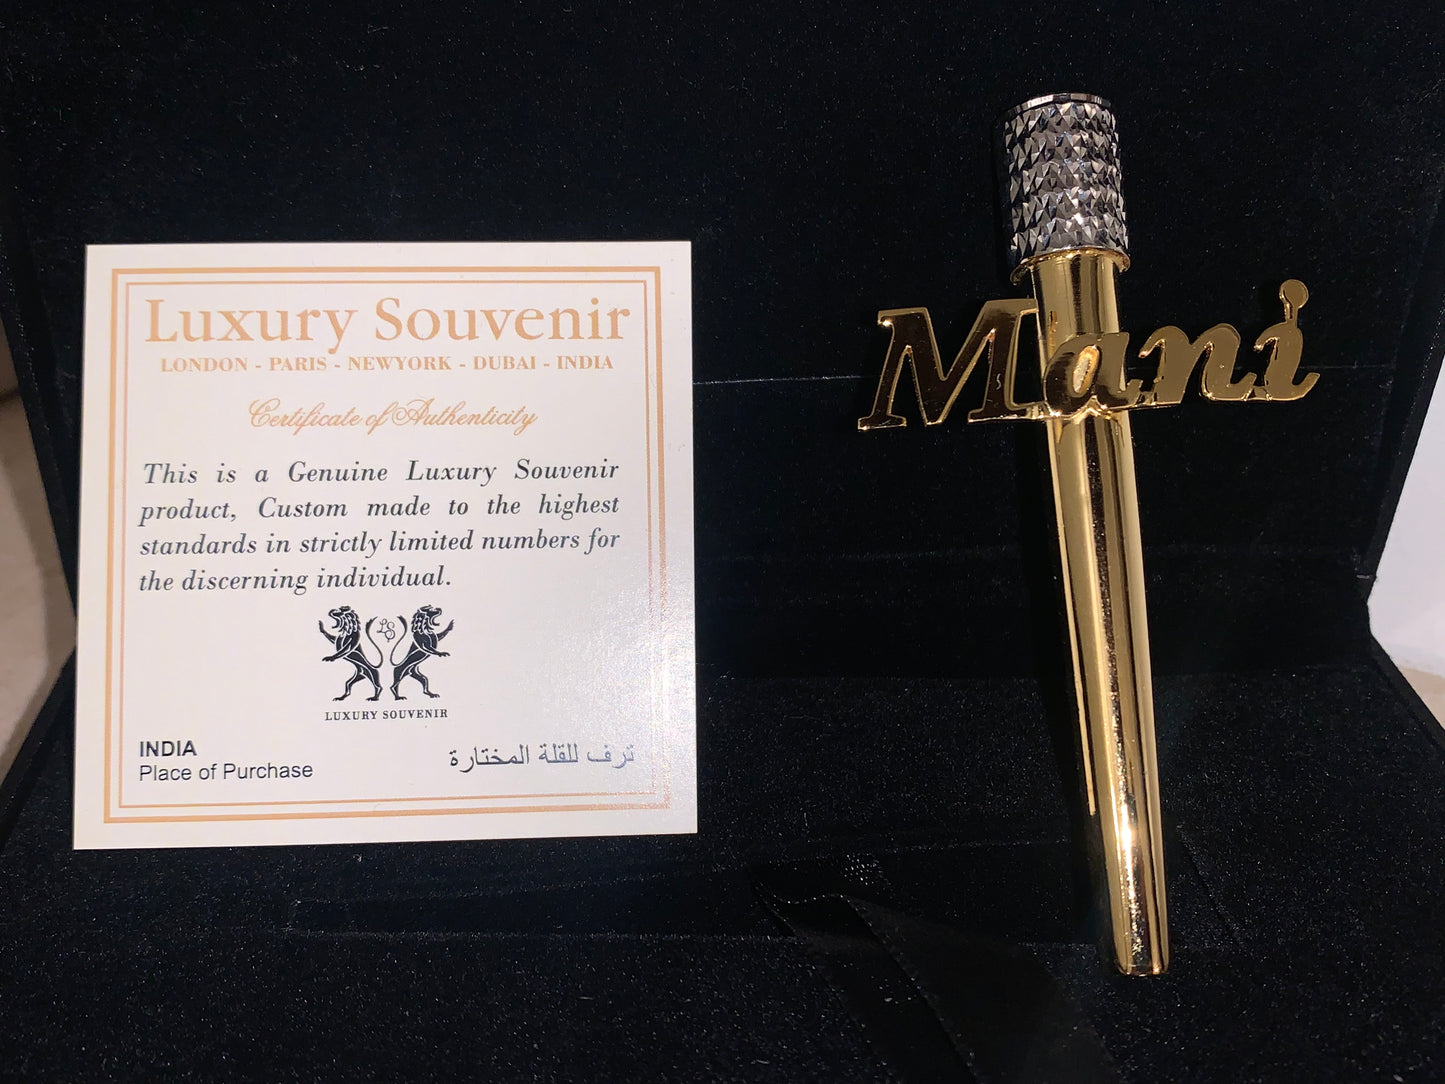 Luxury Souvenir
LONDON - PARIS - NEWYORK - DUBAI - INDIA
Certificate of Authenticity
This is a Genuine Luxury Souvenir
product, Custom made to the highest
standards in strictly limited numbers for
the discerning individual.
LS
LUXURY SOUVENIR
INDIA
Place of Purchase
ترف للقلة المختارة
Mani